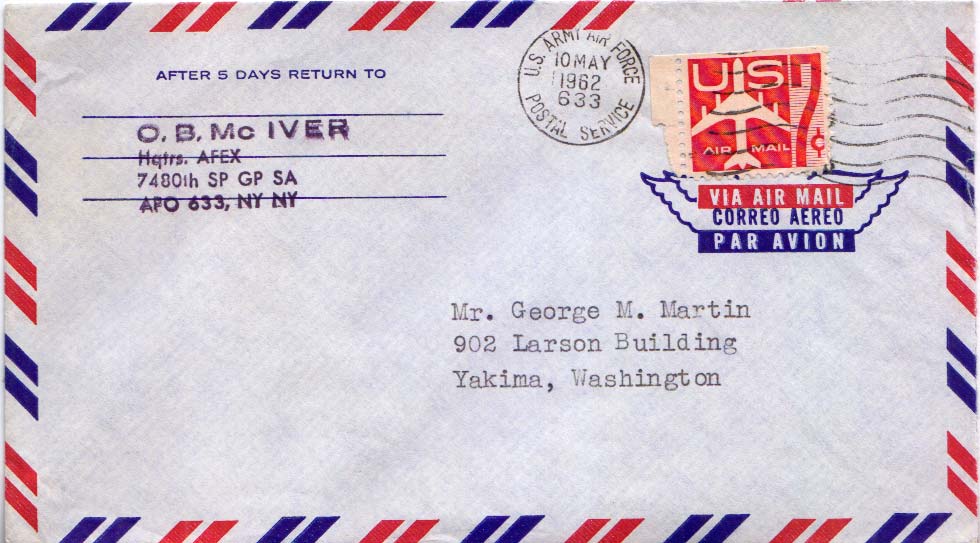 AFTER 5 DAYS RETURN TO
O. B. Mc IVER
Hqtrs. AFEX
7480th SP GP SA
APO 633, NY NY
U.S. ARMY AIR FORCE
10 MAY
1962
633
POSTAL SERVICE
US
7¢
AIR MAIL
VIA AIR MAIL
CORREO AEREO
PAR AVION
Mr. George M. Martin
902 Larson Building
Yakima, Washington